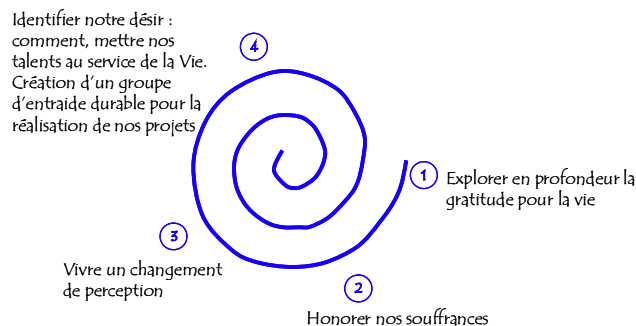 Identifier notre désir :
comment, mettre nos
talents au service de la Vie.
Création d'un groupe
d'entraide durable pour la
réalisation de nos projets
4
1
Explorer en profondeur la
gratitude pour la vie
3
Vivre un changement
de perception
2
Honorer nos souffrances